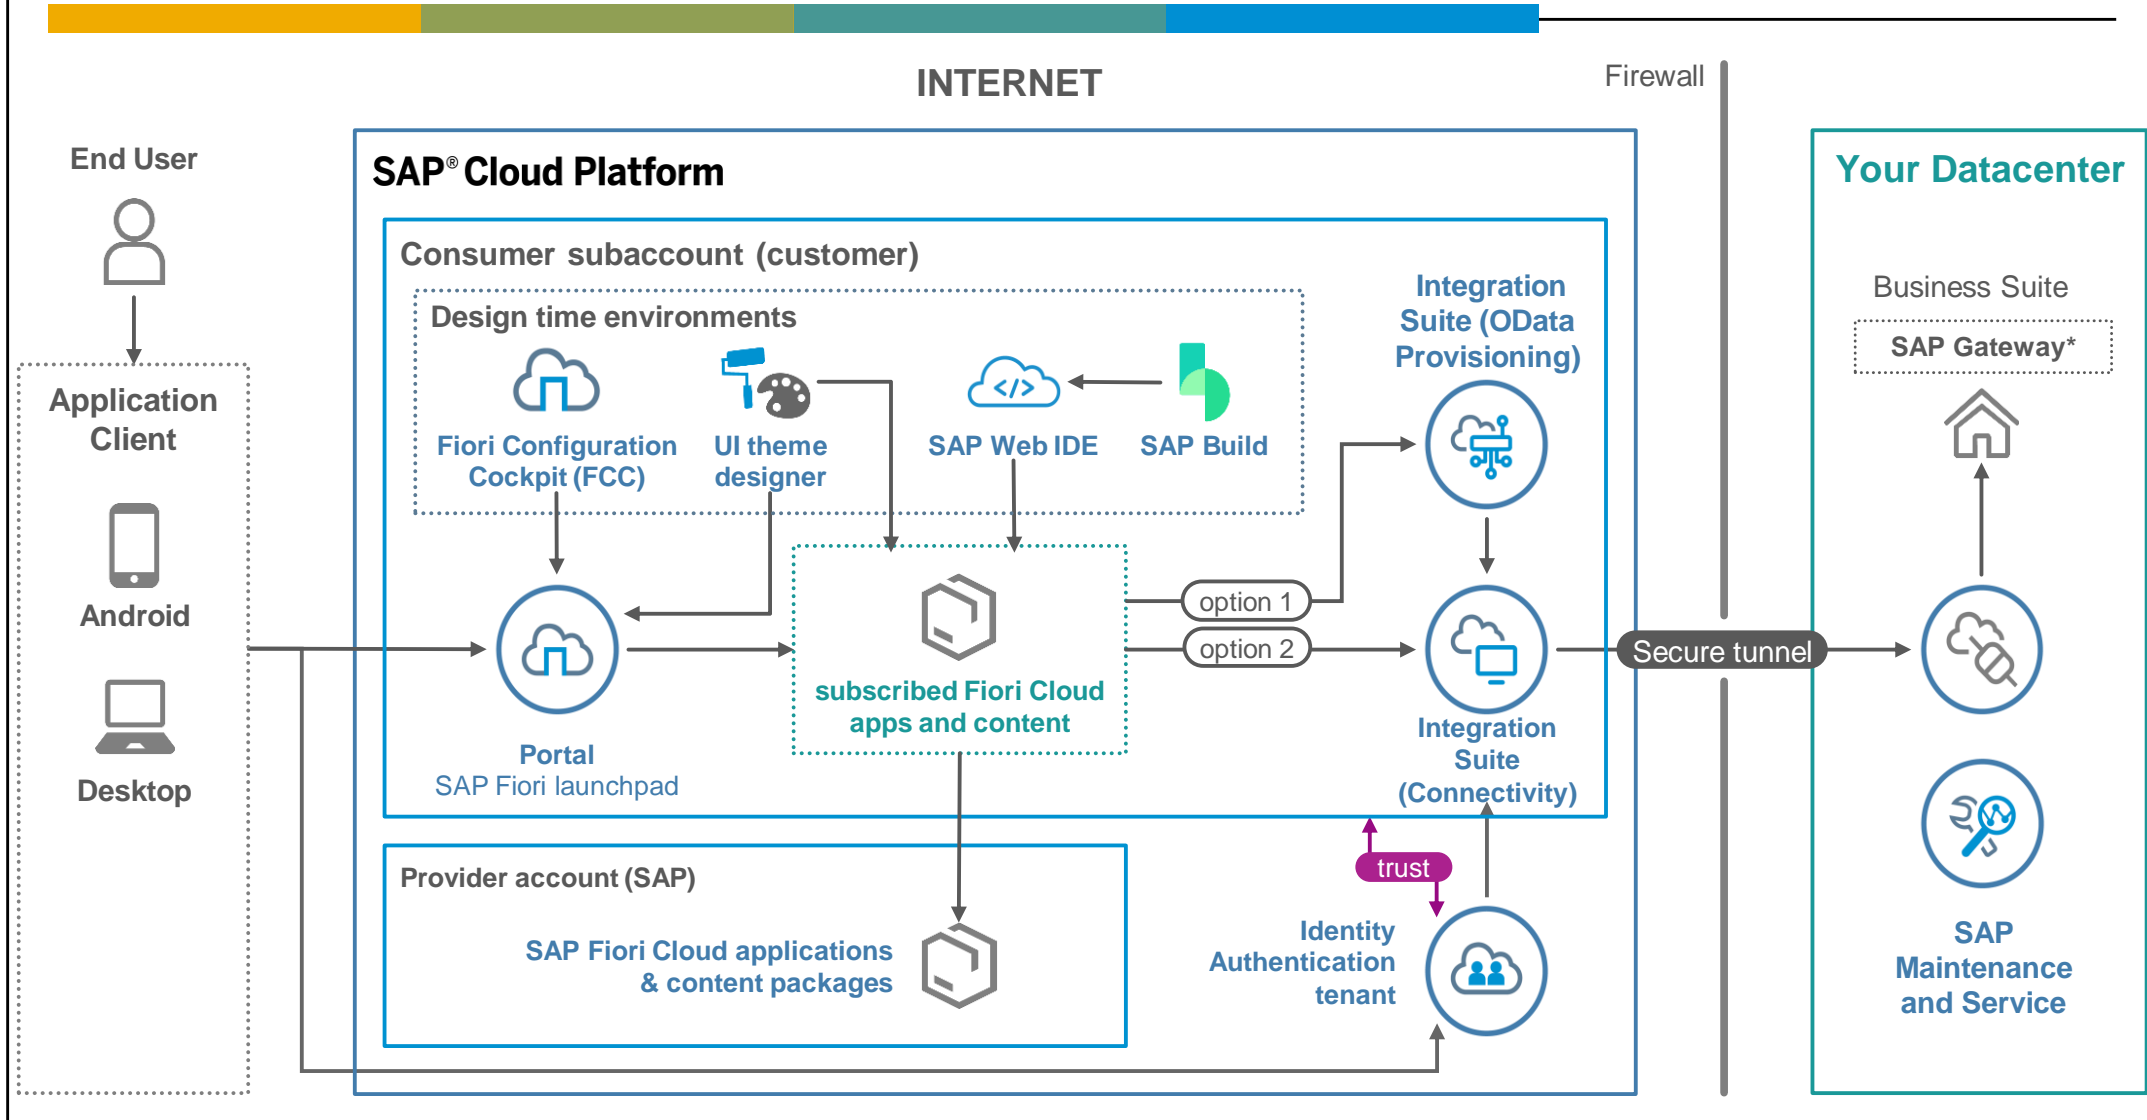 INTERNET
Firewall
End User
SAP® Cloud Platform
Your Datacenter
Consumer subaccount (customer)
Design time environments
Integration
Suite (OData
Provisioning)
Business Suite
SAP Gateway*
Application
Client
</>
Fiori Configuration
Cockpit (FCC)
UI theme
designer
SAP Web IDE
SAP Build
Android
option 1
option 2
Secure tunnel
subscribed Fiori Cloud
apps and content
Integration
Suite
(Connectivity)
Portal
SAP Fiori launchpad
Desktop
trust
Provider account (SAP)
SAP Fiori Cloud applications
& content packages
Identity
Authentication
tenant
SAP
Maintenance
and Service